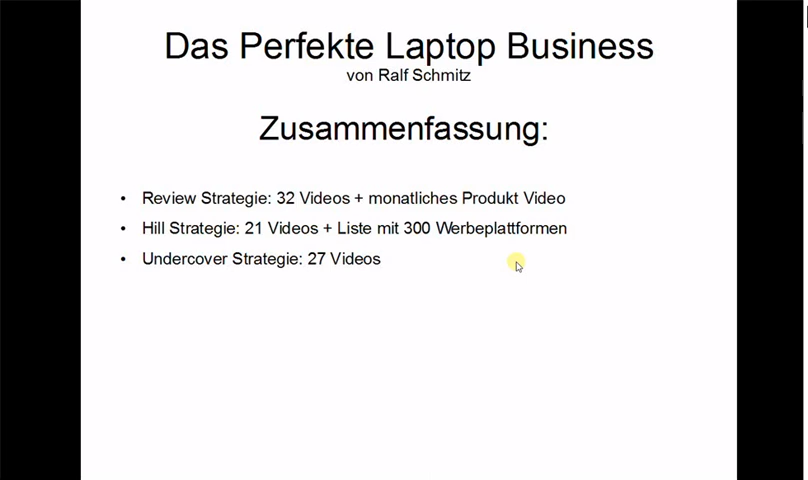 Das Perfekte Laptop Business
von Ralf Schmitz
Zusammenfassung:
• Review Strategie: 32 Videos + monatliches Produkt Video
• Hill Strategie: 21 Videos + Liste mit 300 Werbeplattformen
• Undercover Strategie: 27 Videos